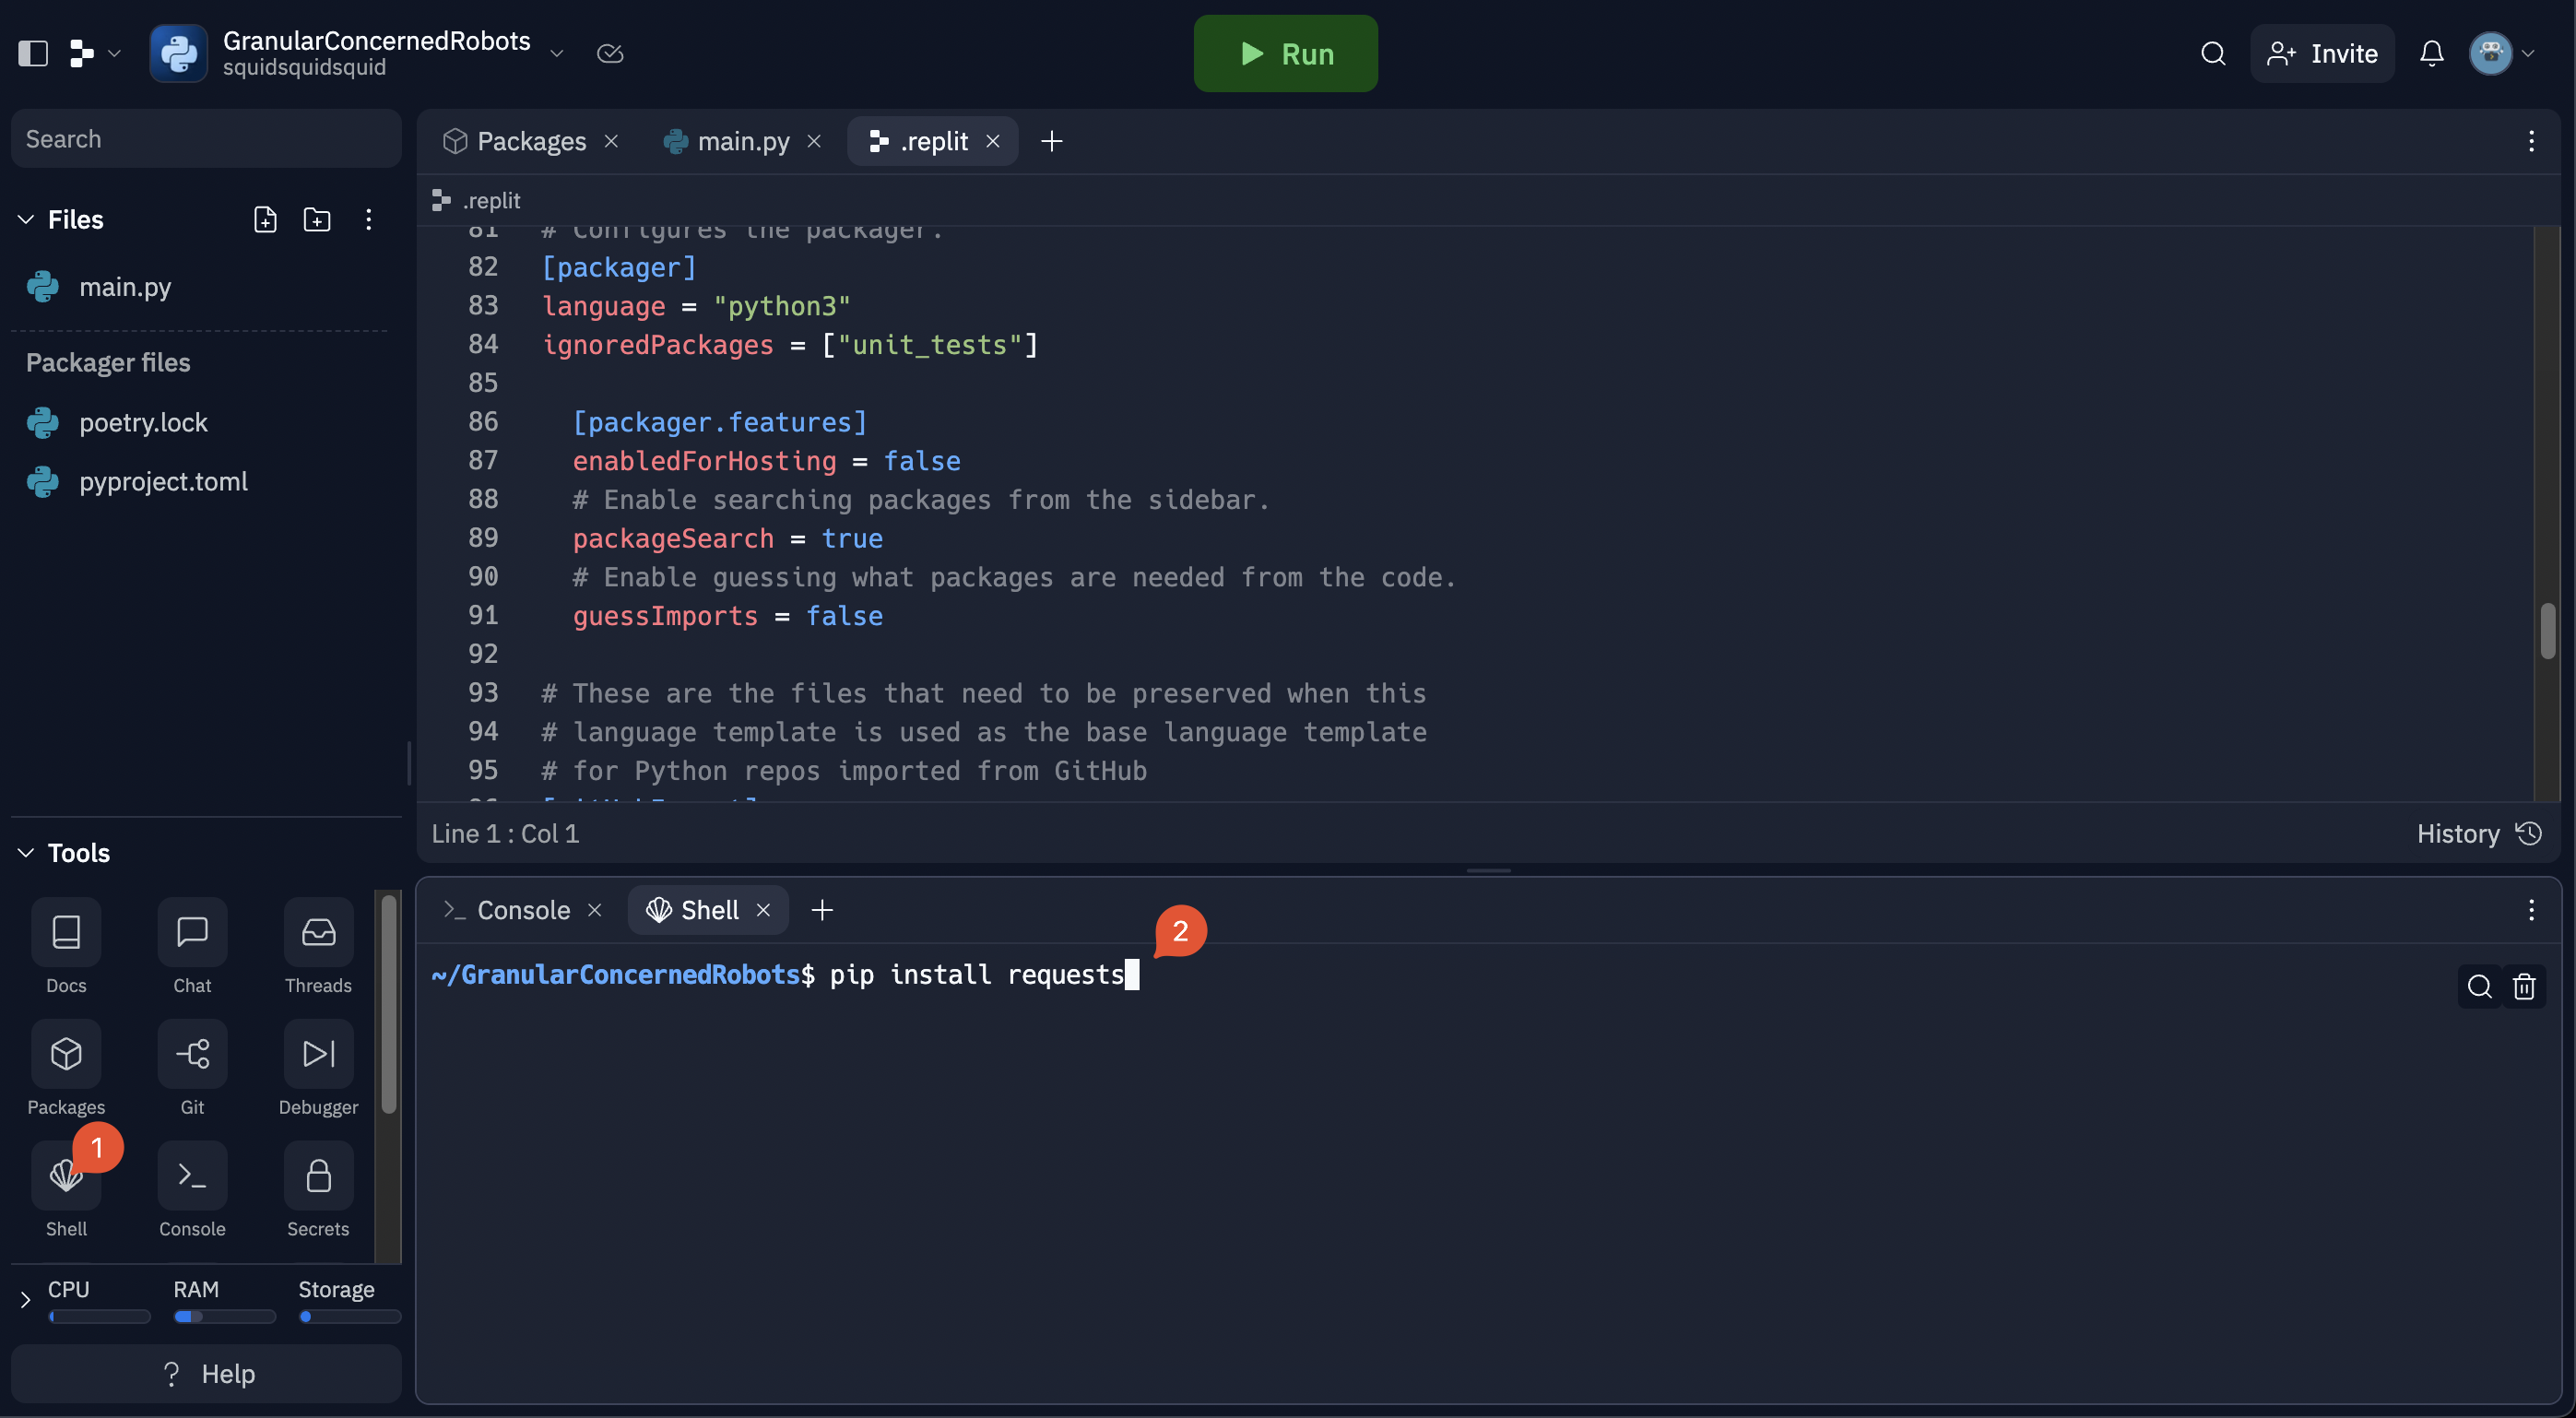 GranularConcernedRobots
squidsquidsquid
Run
Invite
Search
Files
main.py
Packager files
poetry.lock
pyproject.toml
Packages
main.py
.replit
.replit
81 # Configures the packager.
82 [packager]
83 language = "python3"
84 ignoredPackages = ["unit_tests"]
85
86 [packager.features]
87 enabledForHosting = false
88 # Enable searching packages from the sidebar.
89 packageSearch = true
90 # Enable guessing what packages are needed from the code.
91 guessImports = false
92
93 # These are the files that need to be preserved when this
94 # language template is used as the base language template
95 # for Python repos imported from GitHub
Line 1 : Col 1
History
Tools
Docs
Chat
Threads
Packages
Git
Debugger
1
Shell
Console
Secrets
CPU
RAM
Storage
? Help
Console
Shell
2
~/GranularConcernedRobots$ pip install requests